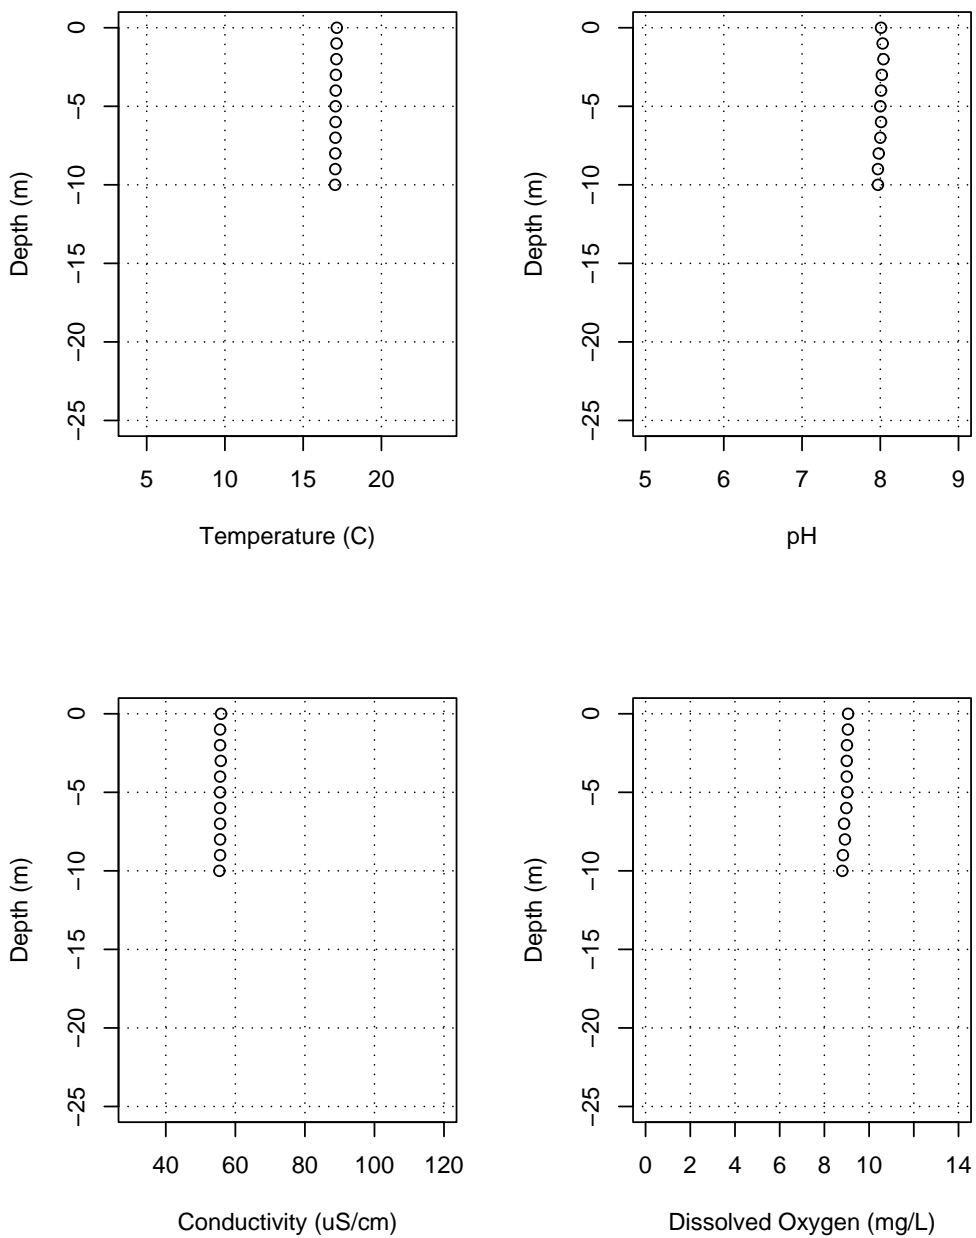 0
−5
−10
−15
−20
−25
Depth (m)
5 10 15 20
Temperature (C)
0
−5
−10
−15
−20
−25
Depth (m)
5 6 7 8 9
pH
0
−5
−10
−15
−20
−25
Depth (m)
40 60 80 100 120
Conductivity (uS/cm)
0
−5
−10
−15
−20
−25
Depth (m)
0 2 4 6 8 10 14
Dissolved Oxygen (mg/L)